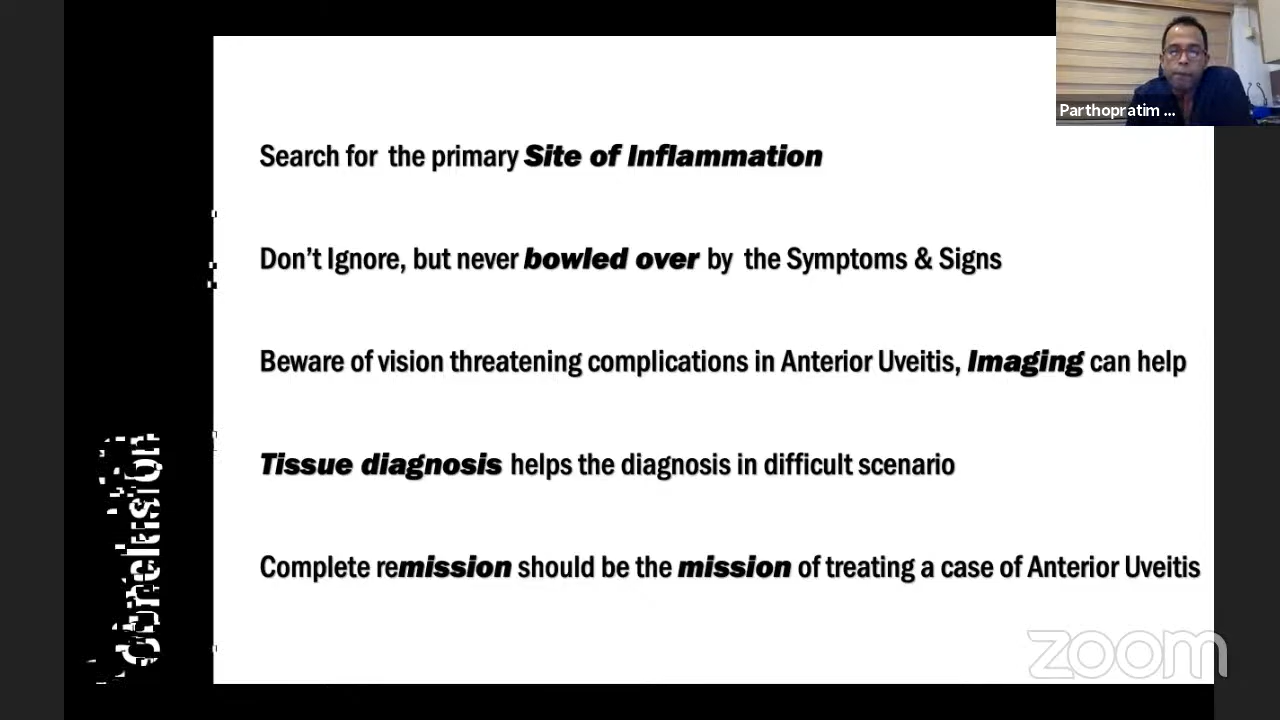 Parthopratim ...
Search for the primary Site of Inflammation
Don't Ignore, but never bowled over by the Symptoms & Signs
Beware of vision threatening complications in Anterior Uveitis, Imaging can help
Tissue diagnosis helps the diagnosis in difficult scenario
Complete remission should be the mission of treating a case of Anterior Uveitis
Conclusion
zoom